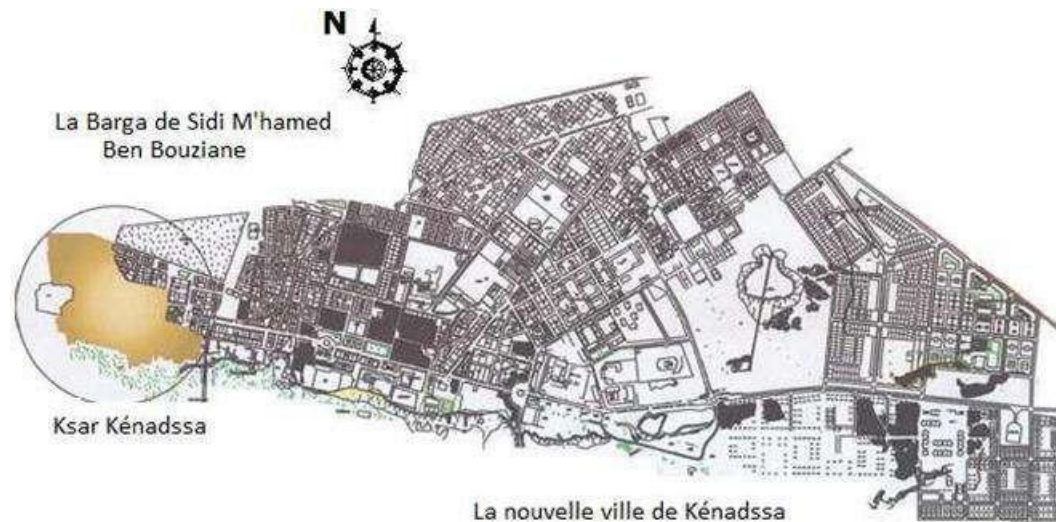 N
La Barga de Sidi M'hamed
Ben Bouziane
Ksar Kénadssa
La nouvelle ville de Kénadssa